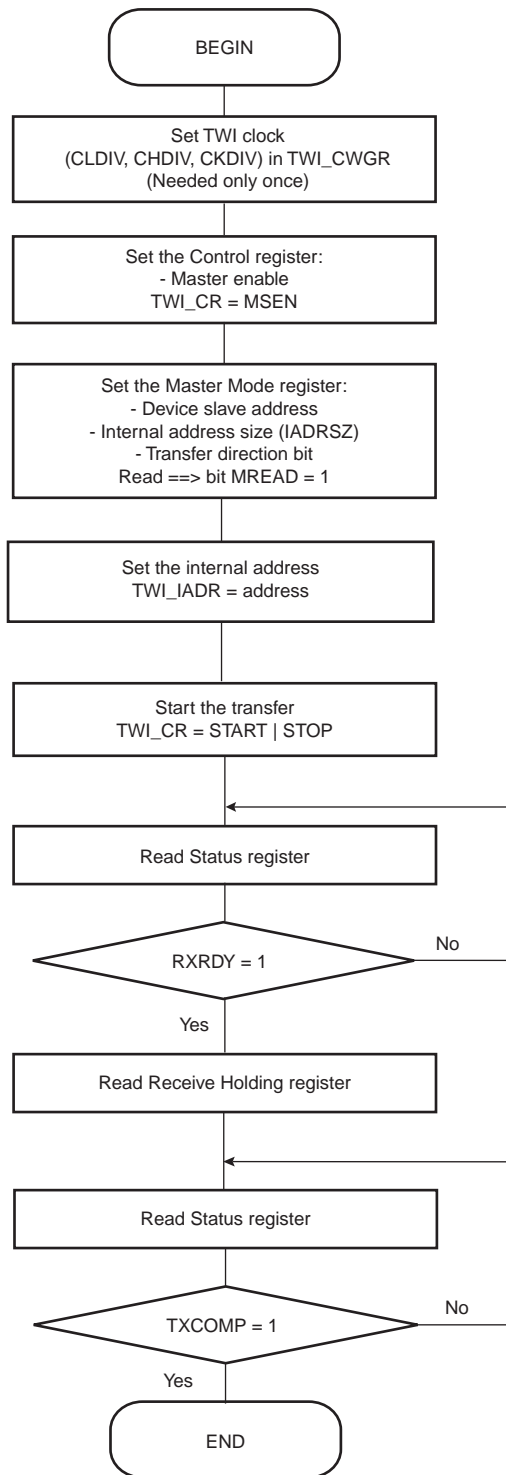 BEGIN
Set TWI clock
(CLDIV, CHDIV, CKDIV) in TWI_CWGR
(Needed only once)
Set the Control register:
- Master enable
TWI_CR = MSEN
Set the Master Mode register:
- Device slave address
- Internal address size (IADRSZ)
- Transfer direction bit
Read ==> bit MREAD = 1
Set the internal address
TWI_IADR = address
Start the transfer
TWI_CR = START | STOP
Read Status register
RXRDY = 1
No
Yes
Read Receive Holding register
Read Status register
TXCOMP = 1
No
Yes
END